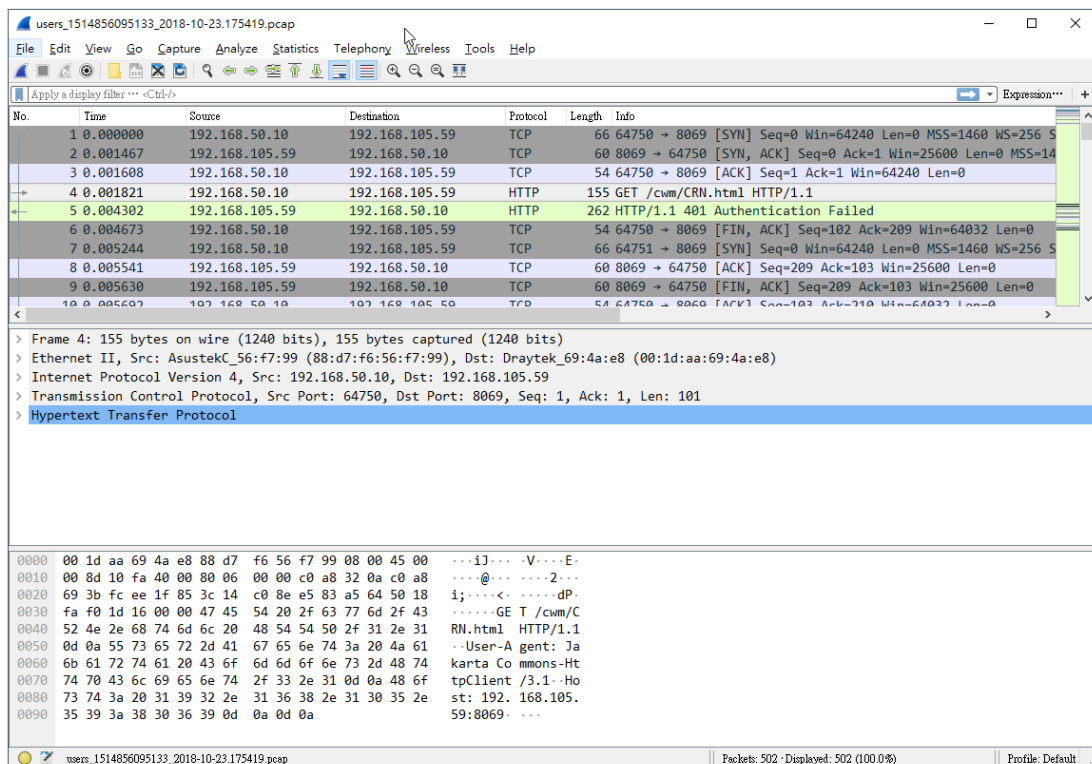 users_1514856095133_2018-10-23.175419.pcap
File Edit View Go Capture Analyze Statistics Telephony Wireless Tools Help
Apply a display filter ⋯ <Ctrl-/> Expression⋯ +
No. Time Source Destination Protocol Length Info
1 0.000000 192.168.50.10 192.168.105.59 TCP 66 64750 → 8069 [SYN] Seq=0 Win=64240 Len=0 MSS=1460 WS=256 S
2 0.001467 192.168.105.59 192.168.50.10 TCP 60 8069 → 64750 [SYN, ACK] Seq=0 Ack=1 Win=25600 Len=0 MSS=14
3 0.001608 192.168.50.10 192.168.105.59 TCP 54 64750 → 8069 [ACK] Seq=1 Ack=1 Win=64240 Len=0
4 0.001821 192.168.50.10 192.168.105.59 HTTP 155 GET /cwm/CRN.html HTTP/1.1
5 0.004302 192.168.105.59 192.168.50.10 HTTP 262 HTTP/1.1 401 Authentication Failed
6 0.004673 192.168.50.10 192.168.105.59 TCP 54 64750 → 8069 [FIN, ACK] Seq=102 Ack=209 Win=64032 Len=0
7 0.005244 192.168.50.10 192.168.105.59 TCP 66 64751 → 8069 [SYN] Seq=0 Win=64240 Len=0 MSS=1460 WS=256 S
8 0.005541 192.168.105.59 192.168.50.10 TCP 60 8069 → 64750 [ACK] Seq=209 Ack=103 Win=25600 Len=0
9 0.005630 192.168.105.59 192.168.50.10 TCP 60 8069 → 64750 [FIN, ACK] Seq=209 Ack=103 Win=25600 Len=0
10 0.005692 192.168.50.10 192.168.105.59 TCP 54 64750 → 8069 [ACK] Seq=103 Ack=210 Win=64032 Len=0
> Frame 4: 155 bytes on wire (1240 bits), 155 bytes captured (1240 bits)
> Ethernet II, Src: AsustekC_56:f7:99 (88:d7:f6:56:f7:99), Dst: Draytek_69:4a:e8 (00:1d:aa:69:4a:e8)
> Internet Protocol Version 4, Src: 192.168.50.10, Dst: 192.168.105.59
> Transmission Control Protocol, Src Port: 64750, Dst Port: 8069, Seq: 1, Ack: 1, Len: 101
> Hypertext Transfer Protocol
0000 00 1d aa 69 4a e8 88 d7 f6 56 f7 99 08 00 45 00 ···iJ··· ·V····E·
0010 00 8d 10 fa 40 00 80 06 00 00 c0 a8 32 0a c0 a8 ····@··· ····2···
0020 69 3b fc ee 1f 85 3c 14 c0 8e e5 83 a5 64 50 18 i;····<· ·····dP·
0030 fa f0 1d 16 00 00 47 45 54 20 2f 63 77 6d 2f 43 ······GE T /cwm/C
0040 52 4e 2e 68 74 6d 6c 20 48 54 54 50 2f 31 2e 31 RN.html HTTP/1.1
0050 0d 0a 55 73 65 72 2d 41 67 65 6e 74 3a 20 4a 61 ··User-A gent: Ja
0060 6b 61 72 74 61 20 43 6f 6d 6d 6f 6e 73 2d 48 74 karta Co mmons-Ht
0070 74 70 43 6c 69 65 6e 74 2f 33 2e 31 0d 0a 48 6f tpClient /3.1··Ho
0080 73 74 3a 20 31 39 32 2e 31 36 38 2e 31 30 35 2e st: 192. 168.105.
0090 35 39 3a 38 30 36 39 0d 0a 0d 0a 59:8069· ···
users_1514856095133_2018-10-23.175419.pcap Packets: 502 · Displayed: 502 (100.0%) Profile: Default